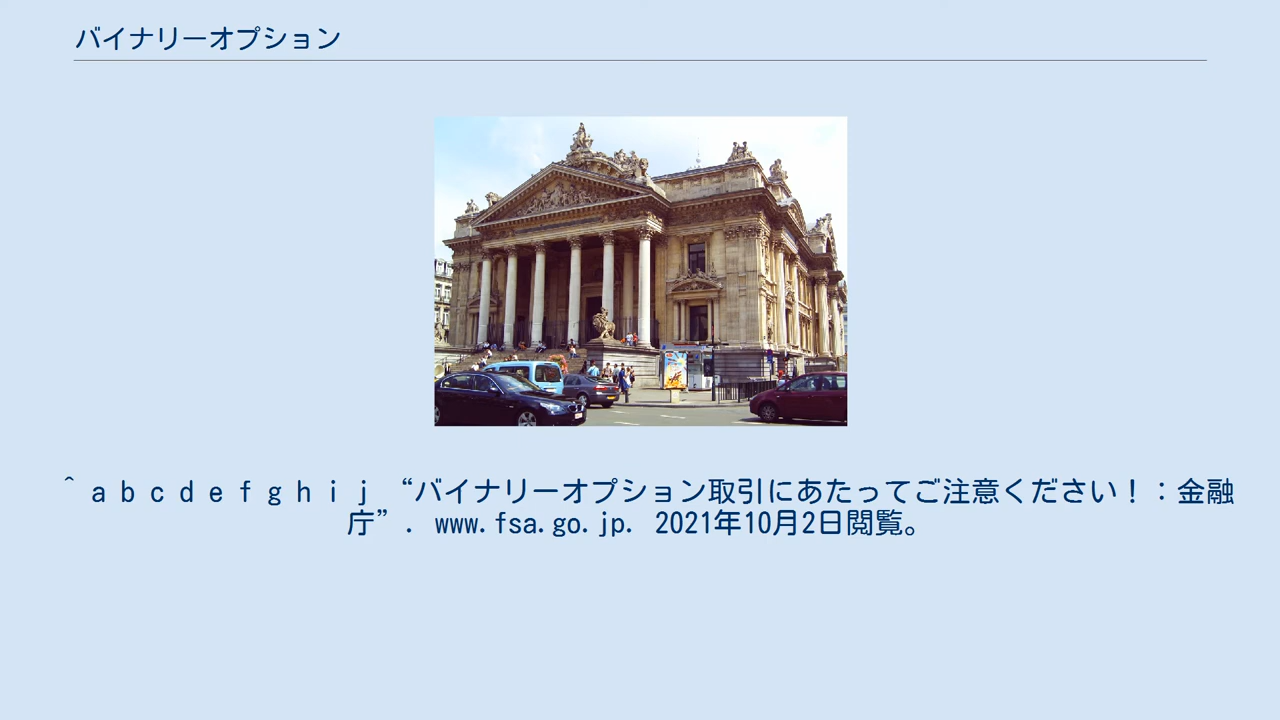 バイナリーオプション
^ a b c d e f g h i j “バイナリーオプション取引にあたってご注意ください！：金融
庁”. www.fsa.go.jp. 2021年10月2日閲覧。